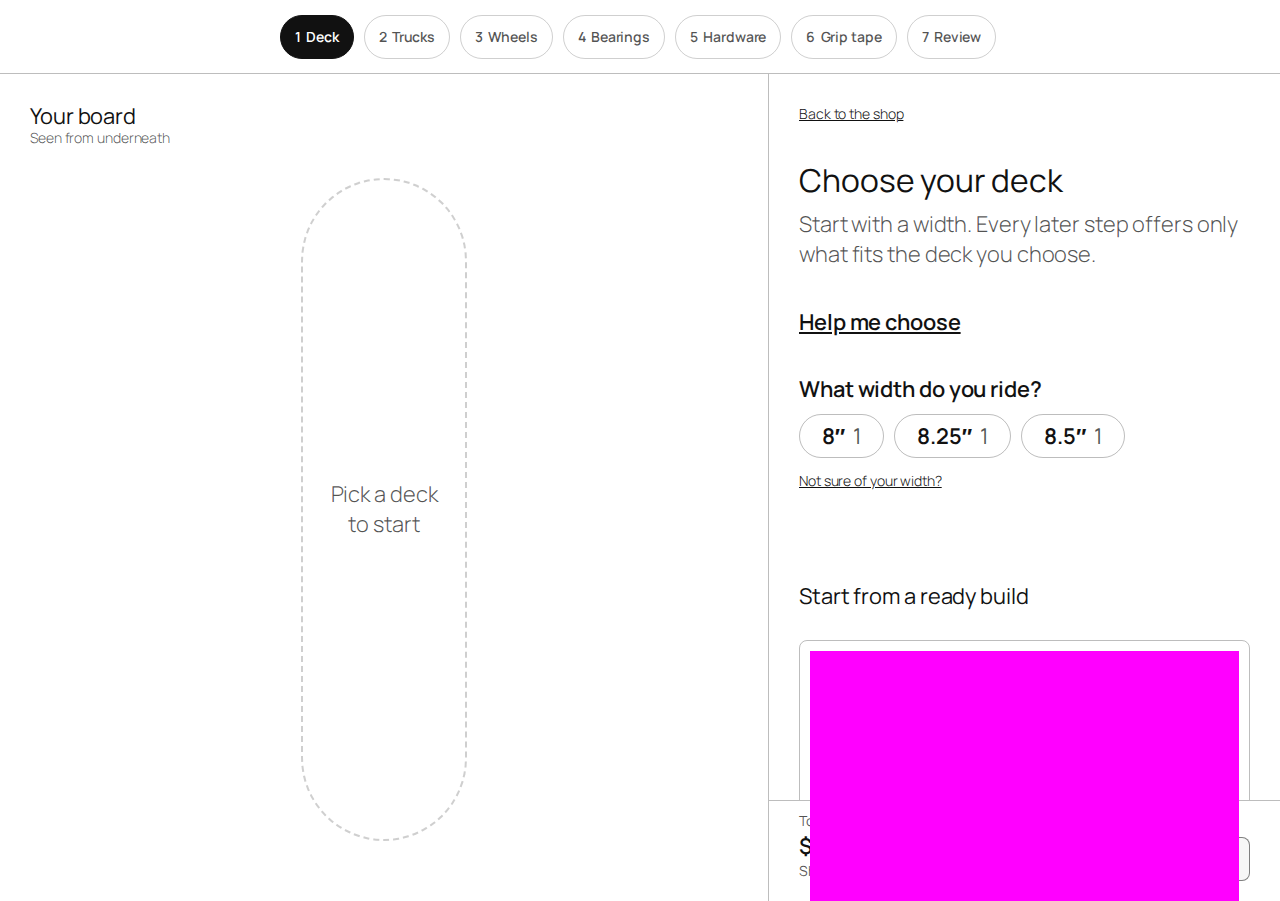 1 Deck
2 Trucks
3 Wheels
4 Bearings
5 Hardware
6 Grip tape
7 Review
Your board
Seen from underneath
Pick a deck
to start
Back to the shop
Choose your deck
Start with a width. Every later step offers only
what fits the deck you choose.
Help me choose
What width do you ride?
8″ 1
8.25″ 1
8.5″ 1
Not sure of your width?
Start from a ready build